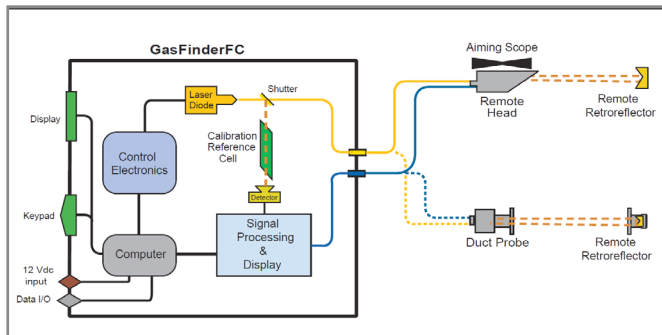 GasFinderFC
Aiming Scope
Laser
Diode
Shutter
Remote
Head
Remote
Retroreflector
Display
Calibration
Reference
Cell
Control
Electronics
Detector
Keypad
Signal
Processing
&
Display
Computer
Duct Probe
Remote
Retroreflector
12 Vdc
input
Data I/O